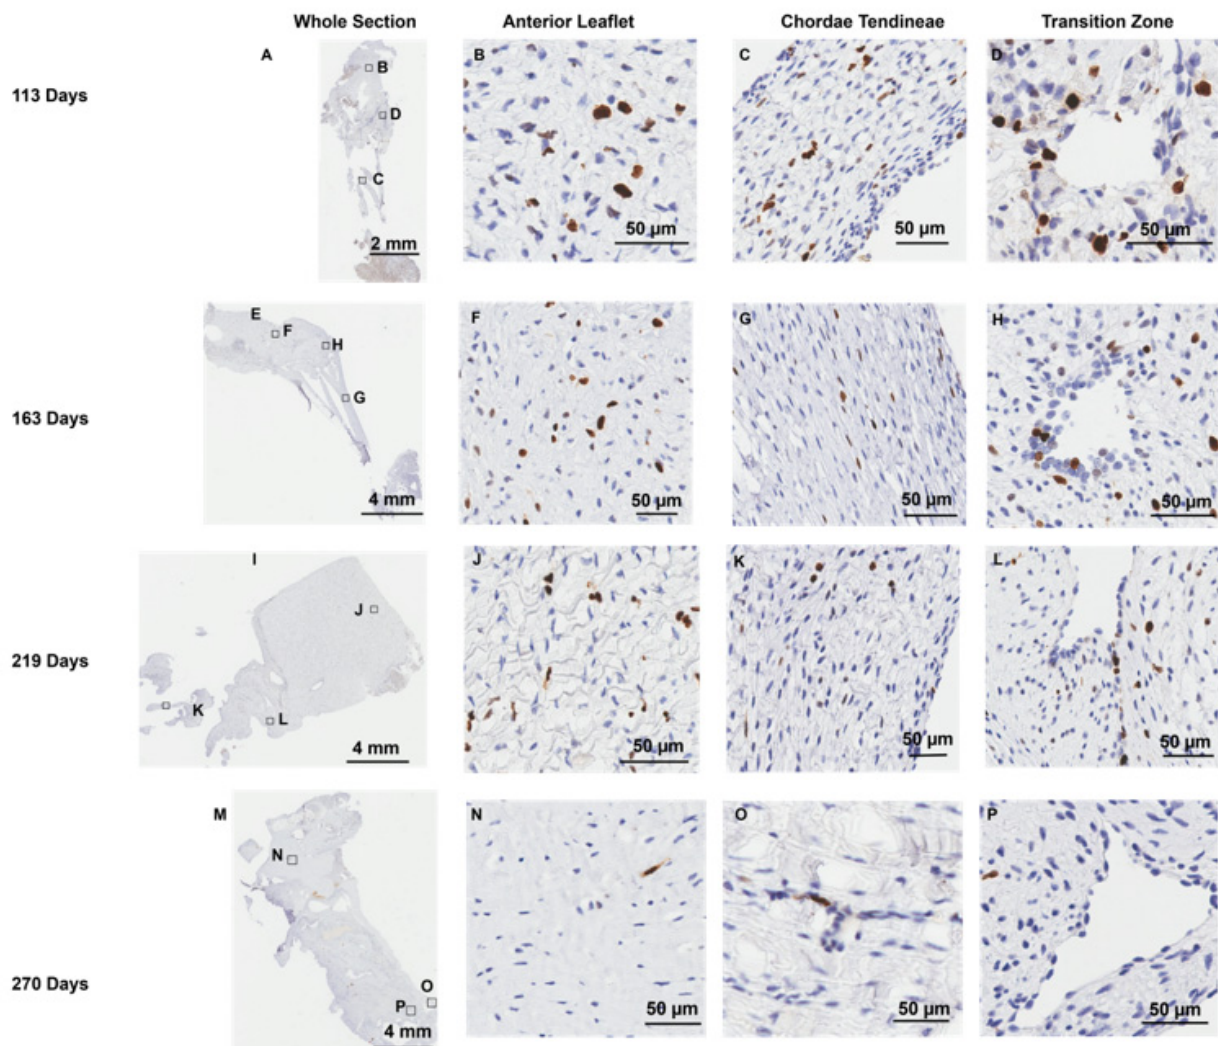 Whole Section Anterior Leaflet Chordae Tendineae Transition Zone
113 Days
A B D C 2 mm
B 50 µm
C 50 µm
D 50 µm
163 Days
E F H G 4 mm
F 50 µm
G 50 µm
H 50 µm
219 Days
I J K L 4 mm
J 50 µm
K 50 µm
L 50 µm
270 Days
M N O P 4 mm
N 50 µm
O 50 µm
P 50 µm